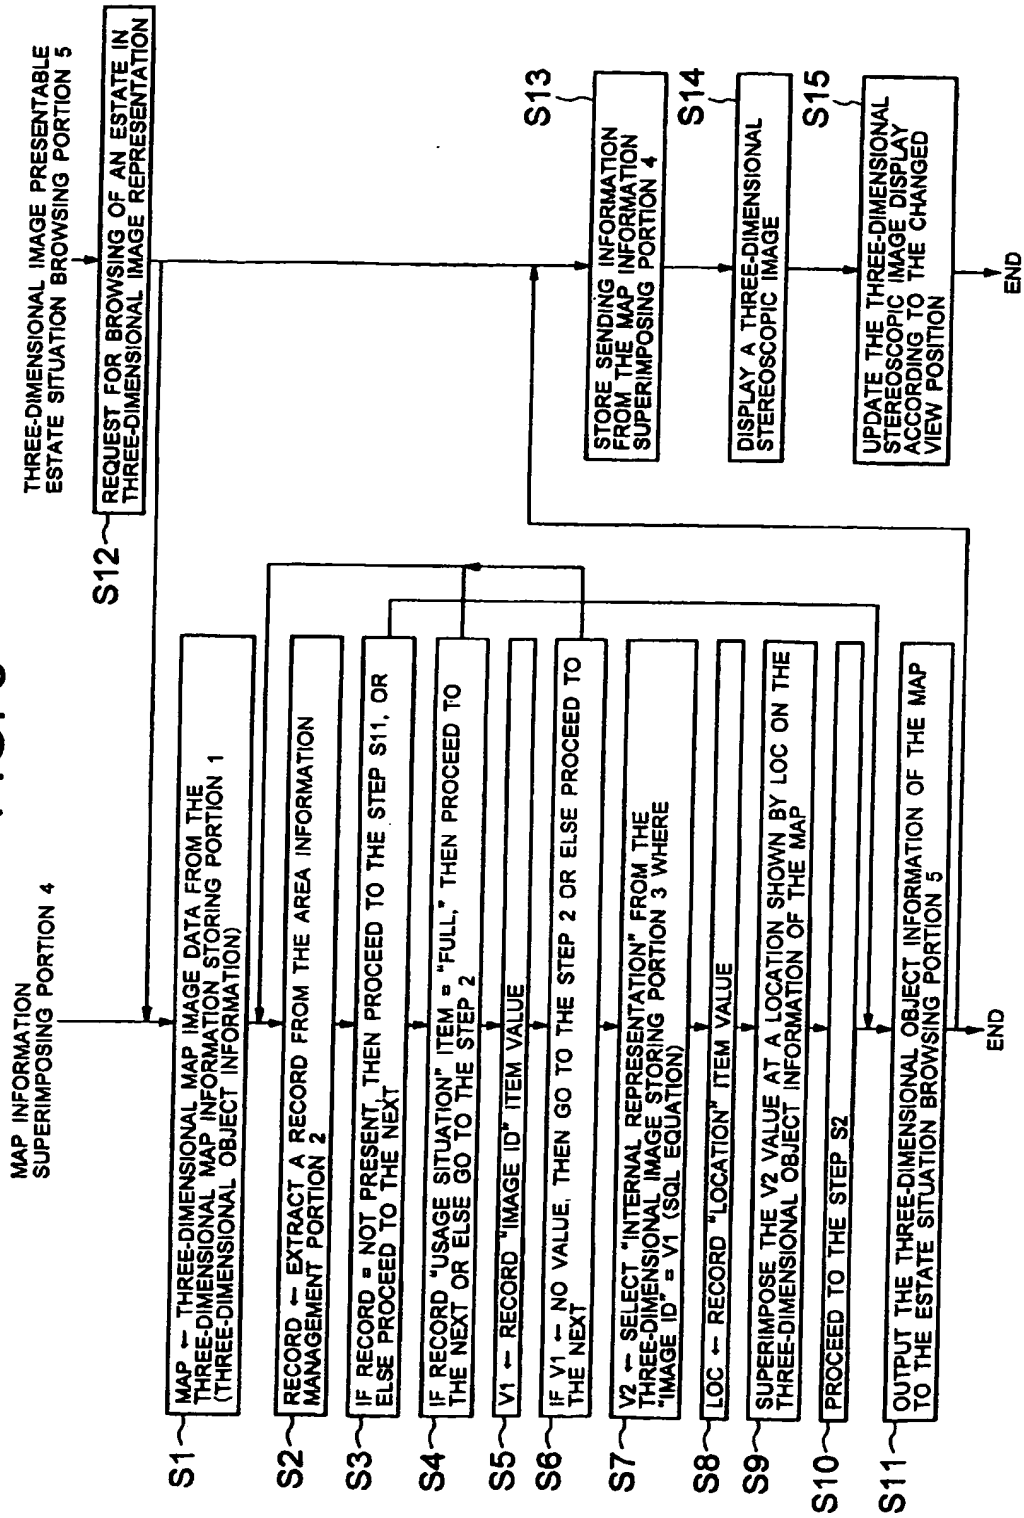 MAP INFORMATION
SUPERIMPOSING PORTION 4
S1
MAP ← THREE-DIMENSIONAL MAP IMAGE DATA FROM THE
THREE-DIMENSIONAL MAP INFORMATION STORING PORTION 1
(THREE-DIMENSIONAL OBJECT INFORMATION)
S2
RECORD ← EXTRACT A RECORD FROM THE AREA INFORMATION
MANAGEMENT PORTION 2
S3
IF RECORD = NOT PRESENT, THEN PROCEED TO THE STEP S11, OR
ELSE PROCEED TO THE NEXT
S4
IF RECORD "USAGE SITUATION" ITEM = "FULL," THEN PROCEED TO
THE NEXT OR ELSE GO TO THE STEP 2
S5
V1 ← RECORD "IMAGE ID" ITEM VALUE
S6
IF V1 ← NO VALUE, THEN GO TO THE STEP 2 OR ELSE PROCEED TO
THE NEXT
S7
V2 ← SELECT "INTERNAL REPRESENTATION" FROM THE
THREE-DIMENSIONAL IMAGE STORING PORTION 3 WHERE
"IMAGE ID" = V1 (SQL EQUATION)
S8
LOC ← RECORD "LOCATION" ITEM VALUE
S9
SUPERIMPOSE THE V2 VALUE AT A LOCATION SHOWN BY LOC ON THE
THREE-DIMENSIONAL OBJECT INFORMATION OF THE MAP
S10
PROCEED TO THE STEP S2
S11
OUTPUT THE THREE-DIMENSIONAL OBJECT INFORMATION OF THE MAP
TO THE ESTATE SITUATION BROWSING PORTION 5
END
THREE-DIMENSIONAL IMAGE PRESENTABLE
ESTATE SITUATION BROWSING PORTION 5
S12
REQUEST FOR BROWSING OF AN ESTATE IN
THREE-DIMENSIONAL IMAGE REPRESENTATION
S13
STORE SENDING INFORMATION
FROM THE MAP INFORMATION
SUPERIMPOSING PORTION 4
S14
DISPLAY A THREE-DIMENSIONAL
STEREOSCOPIC IMAGE
S15
UPDATE THE THREE-DIMENSIONAL
STEREOSCOPIC IMAGE DISPLAY
ACCORDING TO THE CHANGED
VIEW POSITION
END